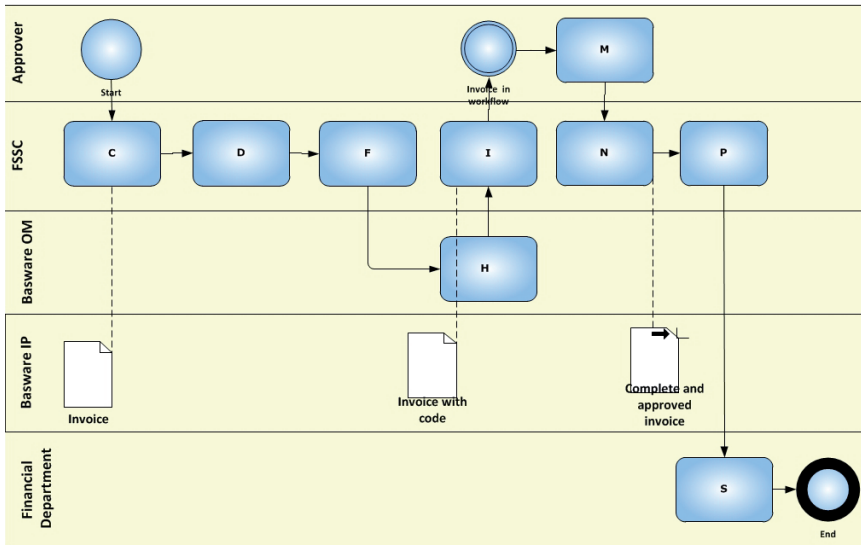 Approver
Start
Invoice in
workflow
M
FSSC
C
D
F
I
N
P
Basware OM
H
Basware IP
Invoice
Invoice with
code
Complete and
approved
invoice
Financial
Department
S
End